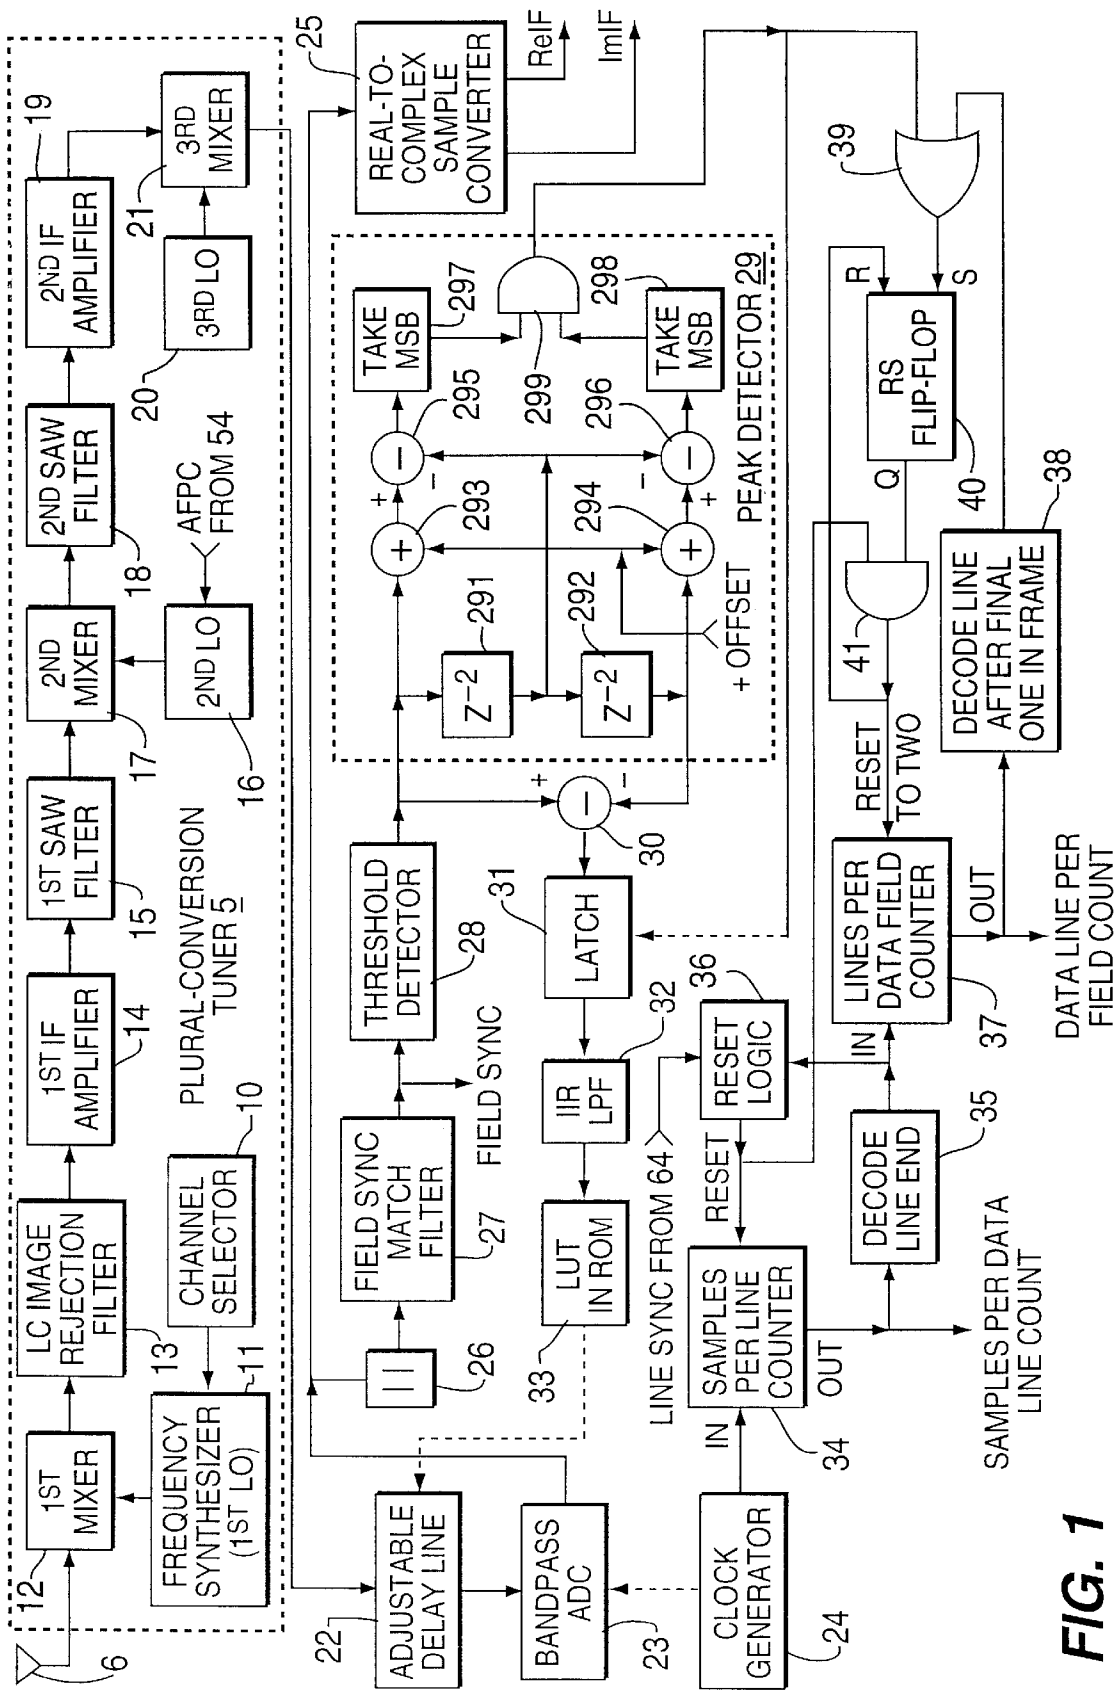 6
12
1ST
MIXER
LC IMAGE
REJECTION
FILTER
13
1ST IF
AMPLIFIER
14
1ST SAW
FILTER
15
2ND
MIXER
17
2ND SAW
FILTER
18
2ND IF
AMPLIFIER
19
FREQUENCY
SYNTHESIZER
(1ST LO)
11
CHANNEL
SELECTOR
10
PLURAL-CONVERSION
TUNER 5
2ND LO
16
AFPC
FROM 54
3RD LO
20
3RD
MIXER
21
22
ADJUSTABLE
DELAY LINE
BANDPASS
ADC
23
CLOCK
GENERATOR
24
| |
26
FIELD SYNC
MATCH
FILTER
27
FIELD SYNC
THRESHOLD
DETECTOR
28
REAL-TO-
COMPLEX
SAMPLE
CONVERTER
25
ReIF
ImIF
Z⁻²
291
Z⁻²
292
+
293
+
294
+
−
−
295
−
+
−
296
TAKE
MSB
297
TAKE
MSB
298
299
+ OFFSET
PEAK DETECTOR 29
+
−
−
30
LATCH
31
IIR
LPF
32
LUT
IN ROM
33
LINE SYNC FROM 64
RESET
LOGIC
36
RESET
IN
SAMPLES
PER LINE
COUNTER
34
OUT
SAMPLES PER DATA
LINE COUNT
DECODE
LINE END
35
IN
LINES PER
DATA FIELD
COUNTER
37
OUT
DATA LINE PER
FIELD COUNT
RESET
TO TWO
41
DECODE LINE
AFTER FINAL
ONE IN FRAME
38
Q
RS
FLIP-FLOP
40
R
S
39
FIG. 1